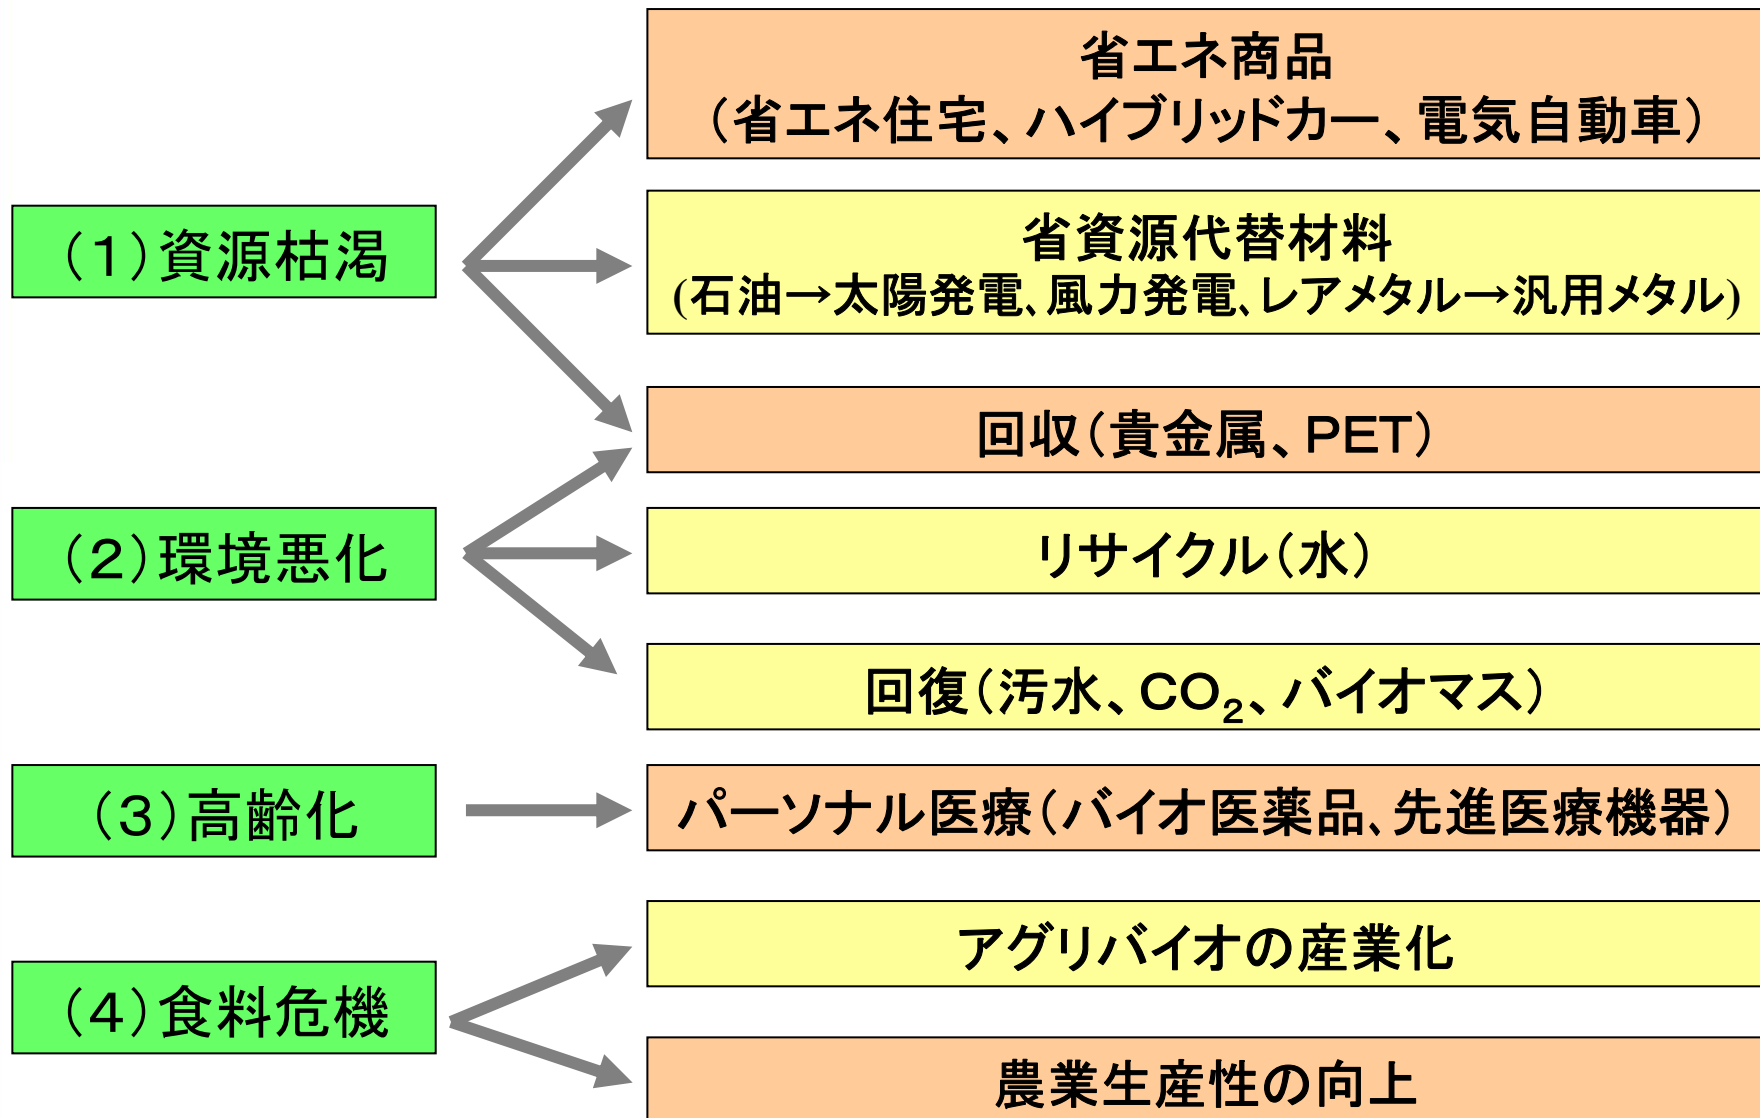 省エネ商品
（省エネ住宅、ハイブリッドカー、電気自動車）
（１）資源枯渇
省資源代替材料
(石油→太陽発電、風力発電、レアメタル→汎用メタル)
回収（貴金属、ＰＥＴ）
（２）環境悪化
リサイクル（水）
回復（汚水、ＣＯ₂、バイオマス）
（３）高齢化
パーソナル医療（バイオ医薬品、先進医療機器）
アグリバイオの産業化
（４）食料危機
農業生産性の向上